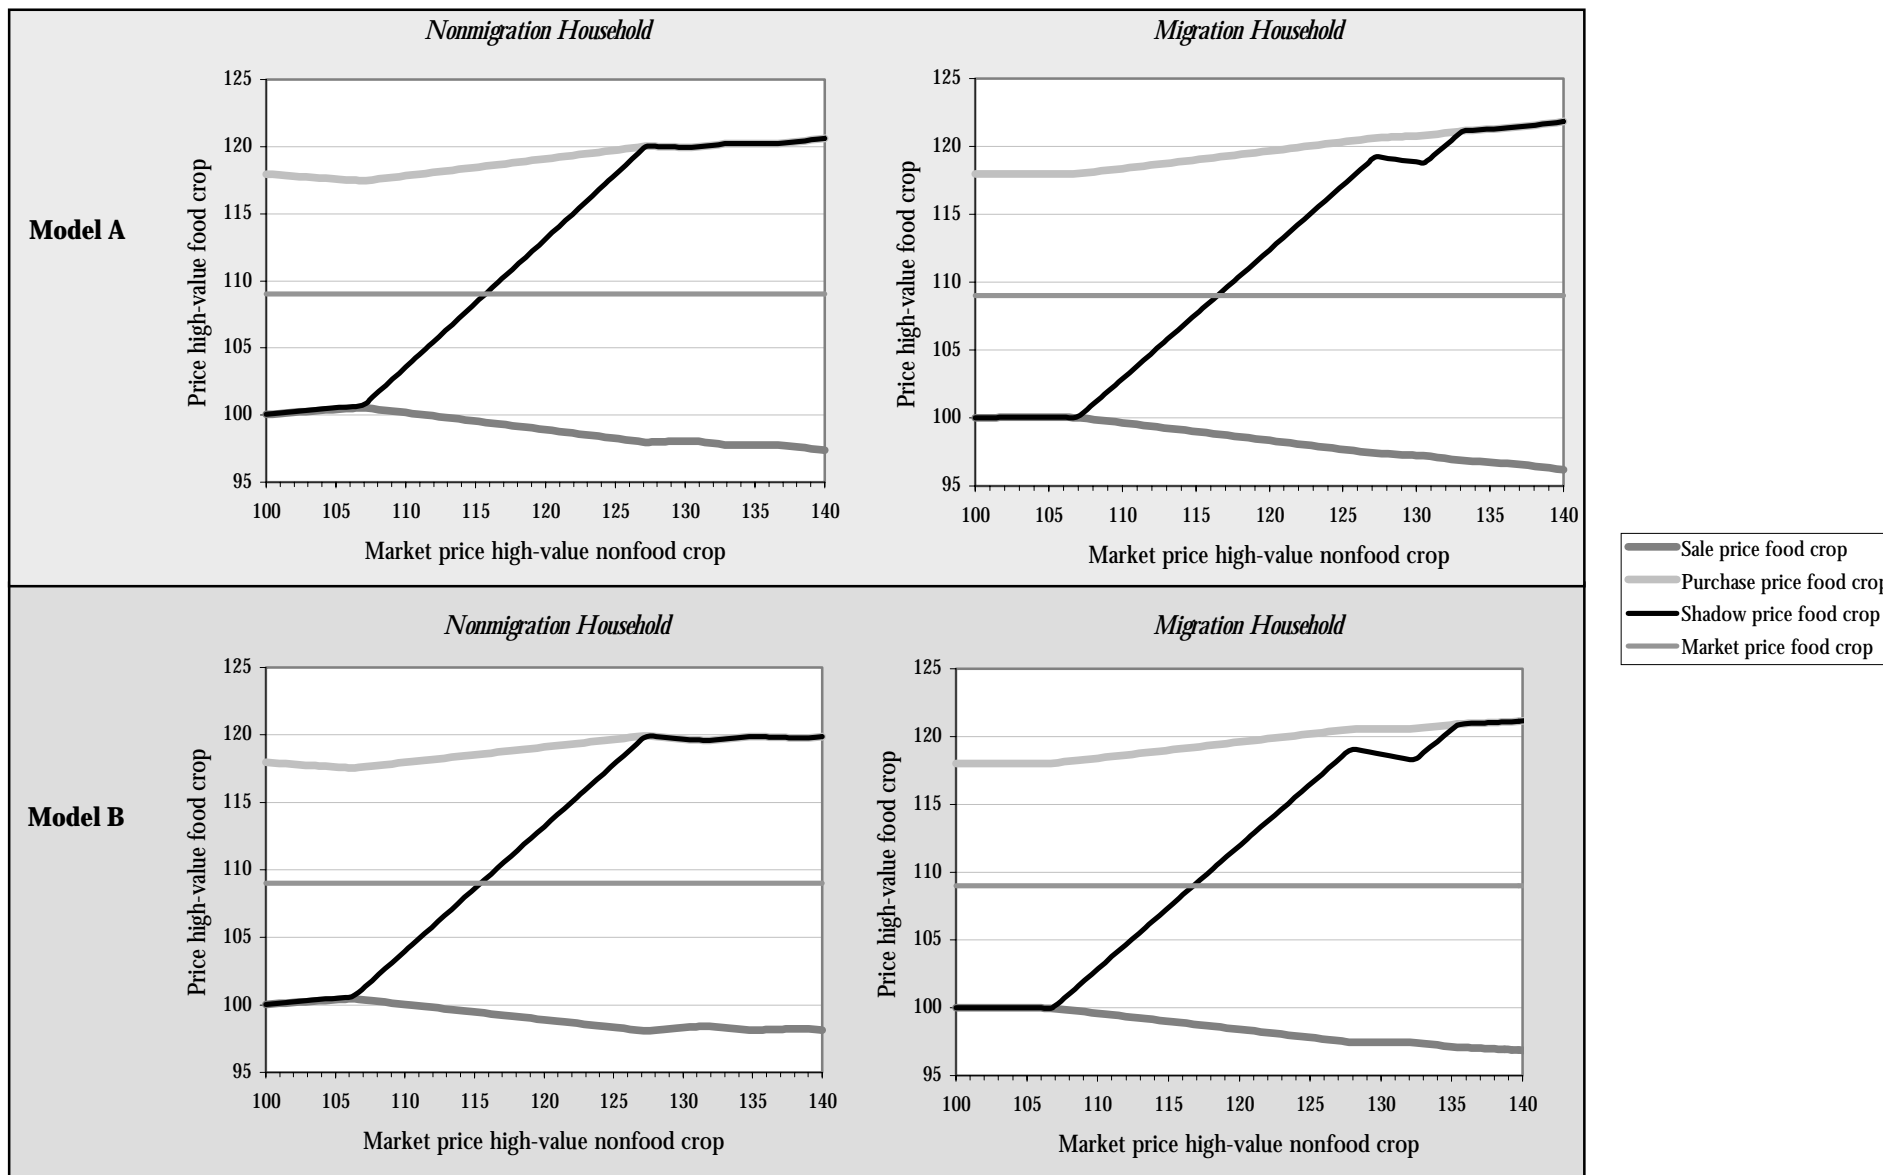 Nonmigration Household
Migration Household
Model A
Price high-value food crop
125
120
115
110
105
100
95
100 105 110 115 120 125 130 135 140
Market price high-value nonfood crop
Price high-value food crop
125
120
115
110
105
100
95
100 105 110 115 120 125 130 135 140
Market price high-value nonfood crop
Sale price food crop
Purchase price food crop
Shadow price food crop
Market price food crop
Nonmigration Household
Migration Household
Model B
Price high-value food crop
125
120
115
110
105
100
95
100 105 110 115 120 125 130 135 140
Market price high-value nonfood crop
Price high-value food crop
125
120
115
110
105
100
95
100 105 110 115 120 125 130 135 140
Market price high-value nonfood crop